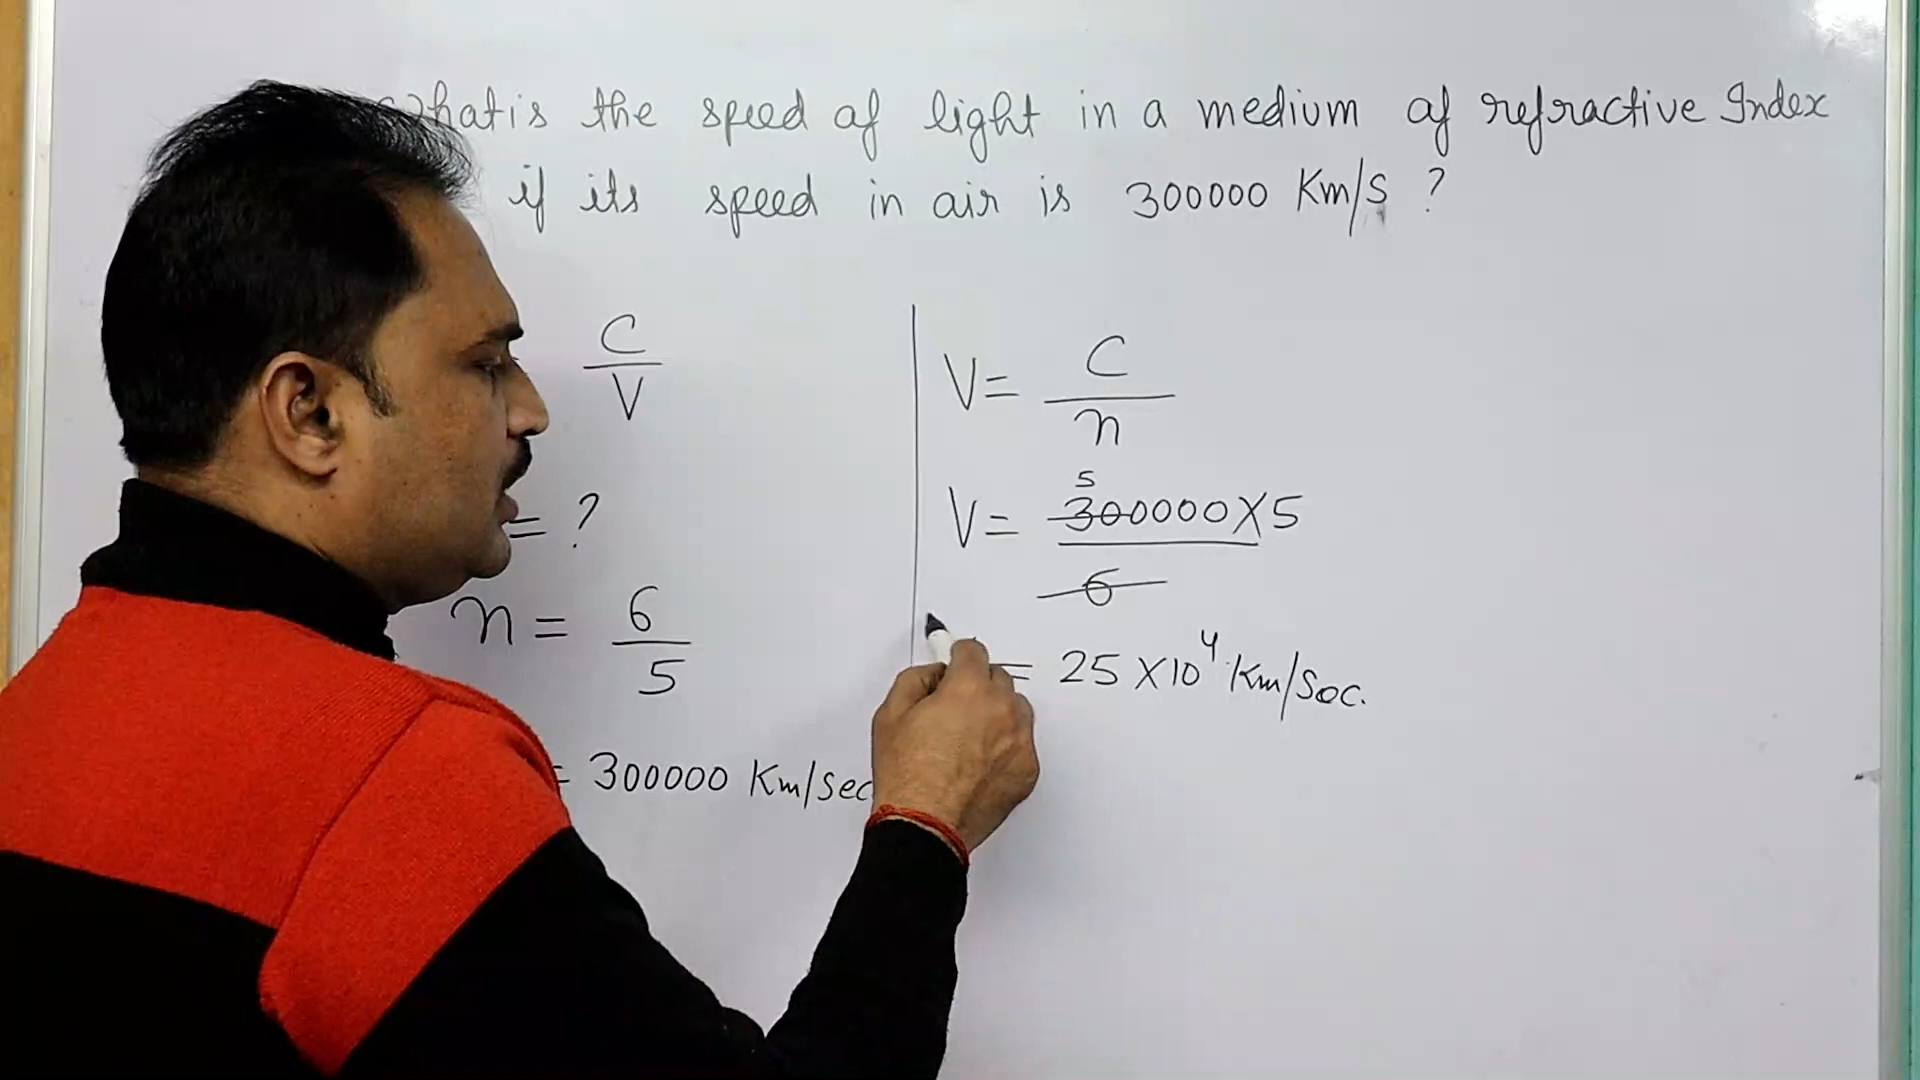 What is the speed of light in a medium of refractive Index
if its speed in air is 300000 Km/s ?
C
V
= ?
n = 6
5
= 300000 Km/sec
V = C
n
5
V = 300000 X 5
6
= 25 X 10⁴ Km/sec.